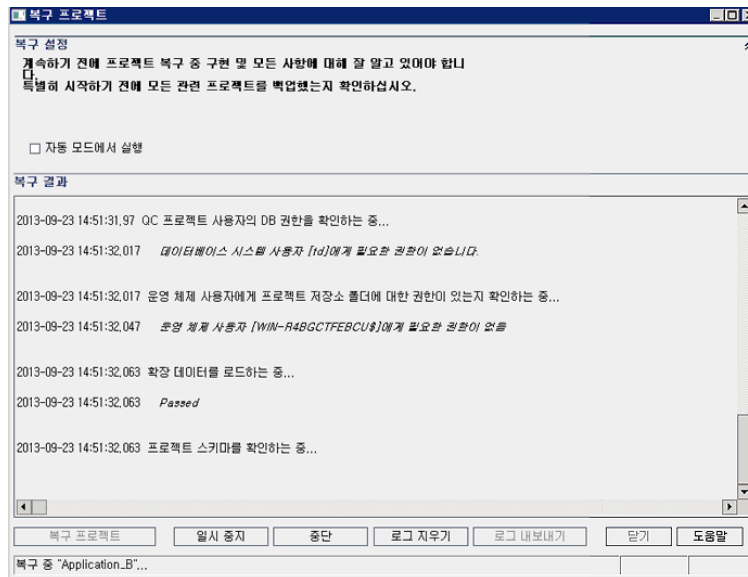 복구 프로젝트
복구 설정
계속하기 전에 프로젝트 복구 중 구현 및 모든 사항에 대해 잘 알고 있어야 합니
다.
특별히 시작하기 전에 모든 관련 프로젝트를 백업했는지 확인하십시오.
자동 모드에서 실행
복구 결과
2013-09-23 14:51:31,97 QC 프로젝트 사용자의 DB 권한을 확인하는 중...
2013-09-23 14:51:32,017 데이터베이스 시스템 사용자 [td]에게 필요한 권한이 없습니다.
2013-09-23 14:51:32,017 운영 체제 사용자에게 프로젝트 저장소 폴더에 대한 권한이 있는지 확인하는 중...
2013-09-23 14:51:32,047 운영 체제 사용자 [WIN-R4BGCTFEBCU$]에게 필요한 권한이 없음
2013-09-23 14:51:32,063 확장 데이터를 로드하는 중...
2013-09-23 14:51:32,063 Passed
2013-09-23 14:51:32,063 프로젝트 스키마를 확인하는 중...
복구 프로젝트 일시 중지 중단 로그 지우기 로그 내보내기 닫기 도움말
복구 중 "Application_B"...